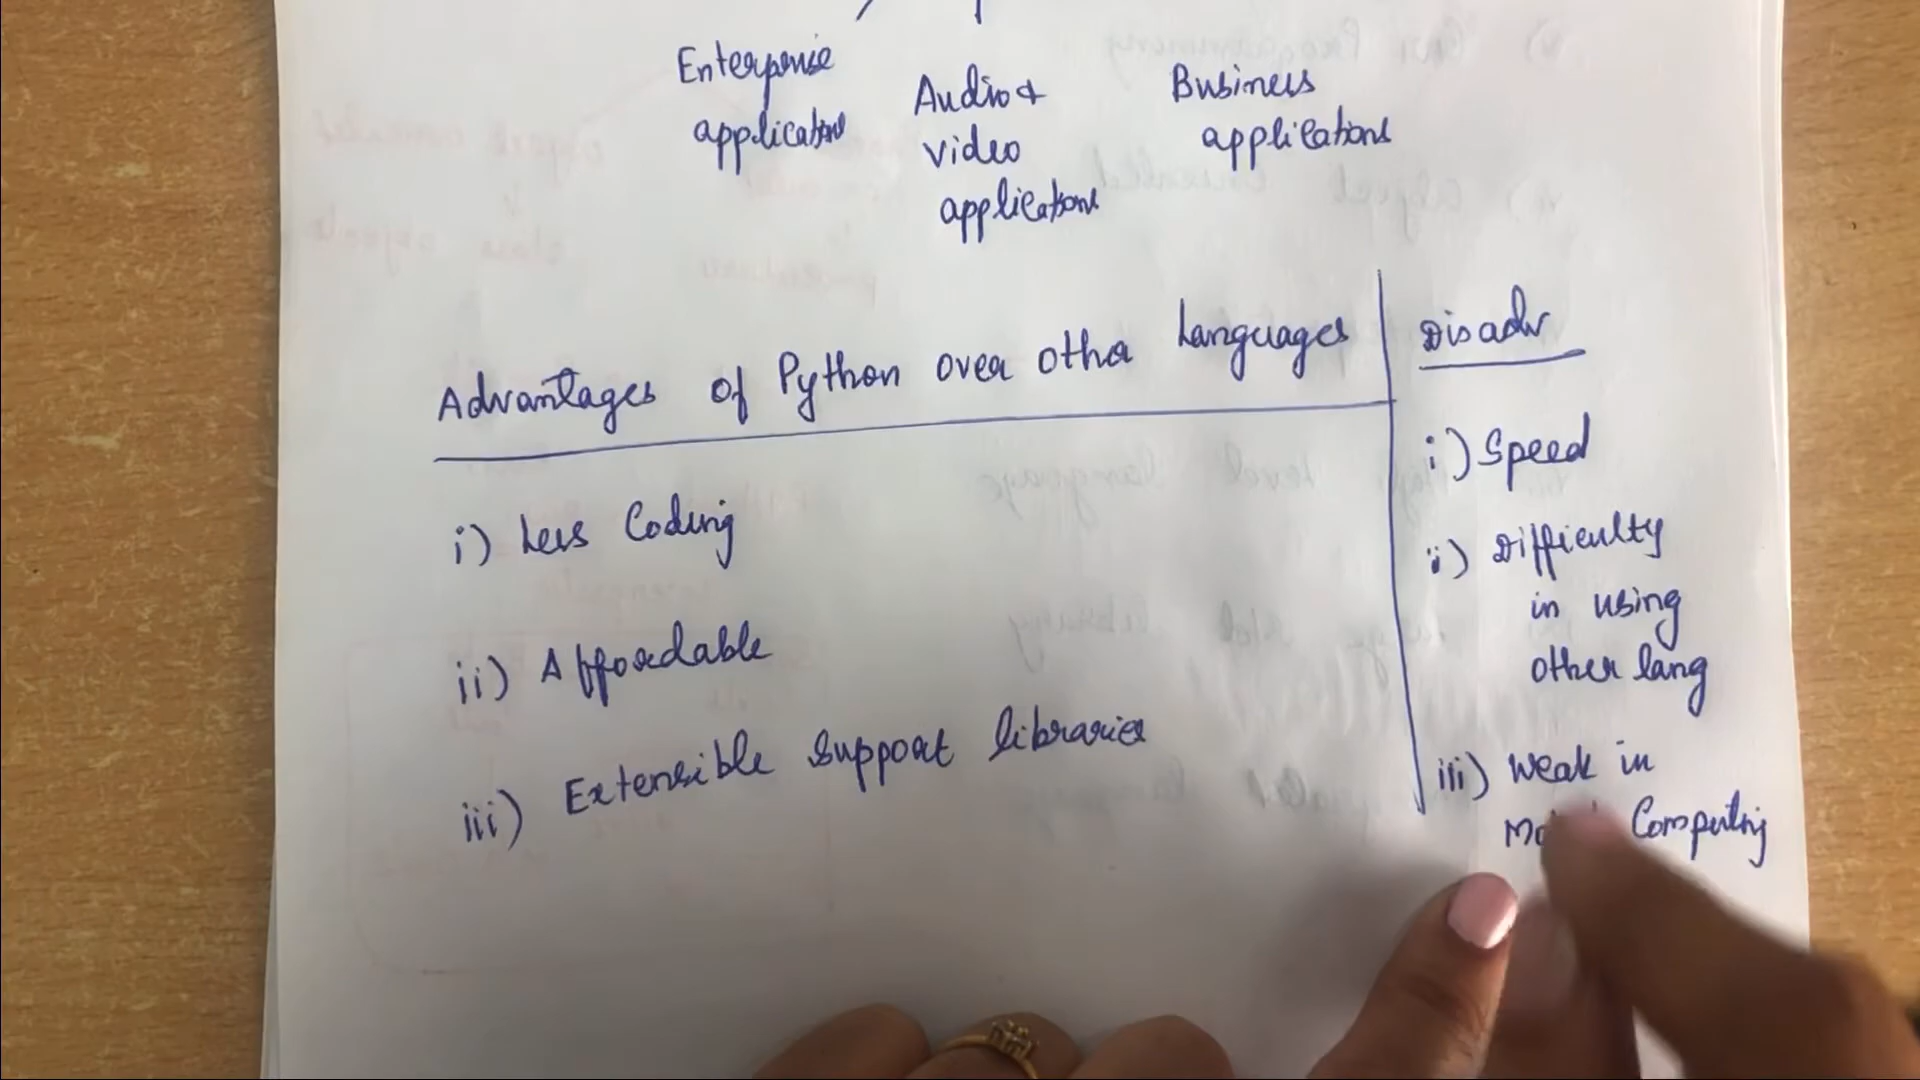 Enterprise
application
Audio &
video
applications
Business
applications
Advantages of Python over other Languages
i) Less Coding
ii) Affordable
iii) Extensible Support libraries
Disadv
i) Speed
ii) Difficulty
in using
other lang
iii) Weak in
Computing